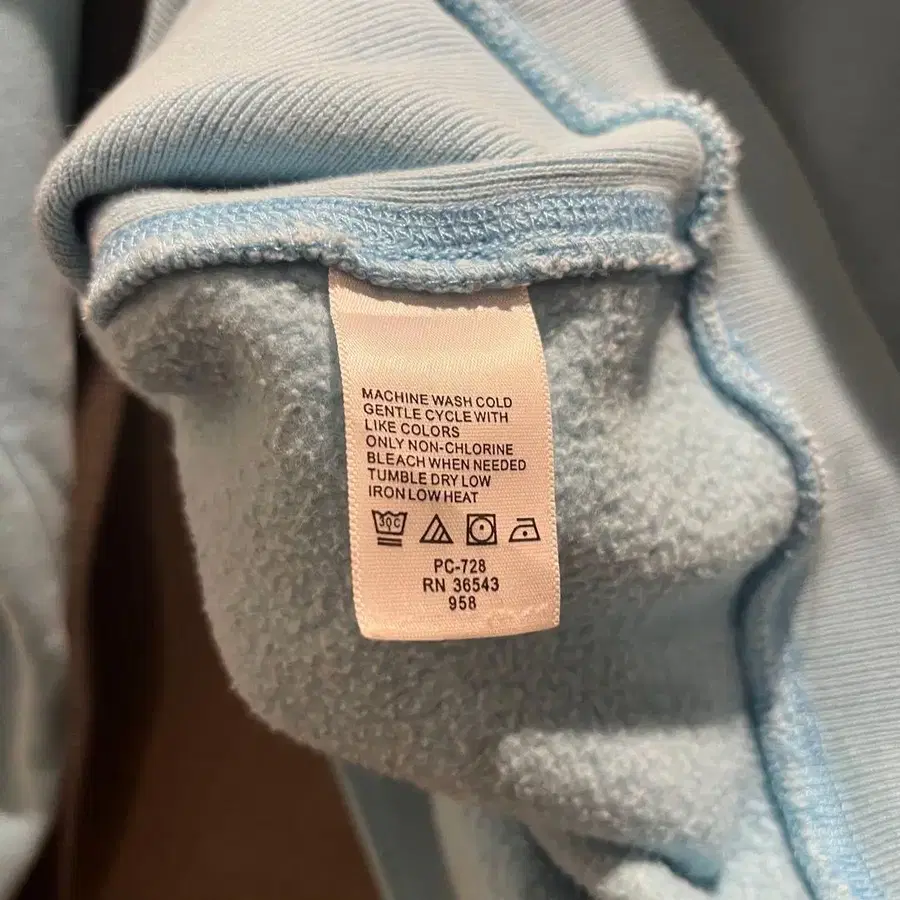 MACHINE WASH COLD
GENTLE CYCLE WITH
LIKE COLORS
ONLY NON-CHLORINE
BLEACH WHEN NEEDED
TUMBLE DRY LOW
IRON LOW HEAT
30C
PC-728
RN 36543
958